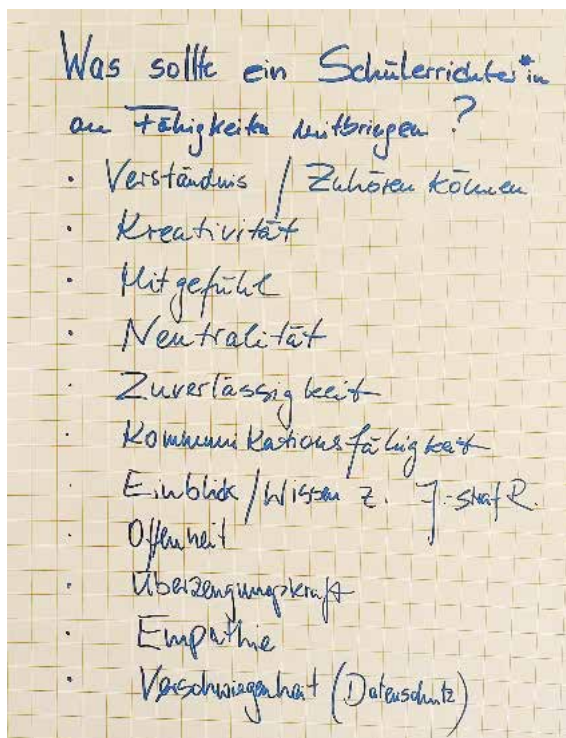 Was sollte ein Schülerrichter*in
an Fähigkeiten mitbringen?
· Verständnis / Zuhören können
· Kreativität
· Mitgefühl
· Neutralität
· Zuverlässigkeit
· Kommunikationsfähigkeit
· Einblick / Wissen z. J-strafR.
· Offenheit
· Überzeugungskraft
· Empathie
· Verschwiegenheit (Datenschutz)